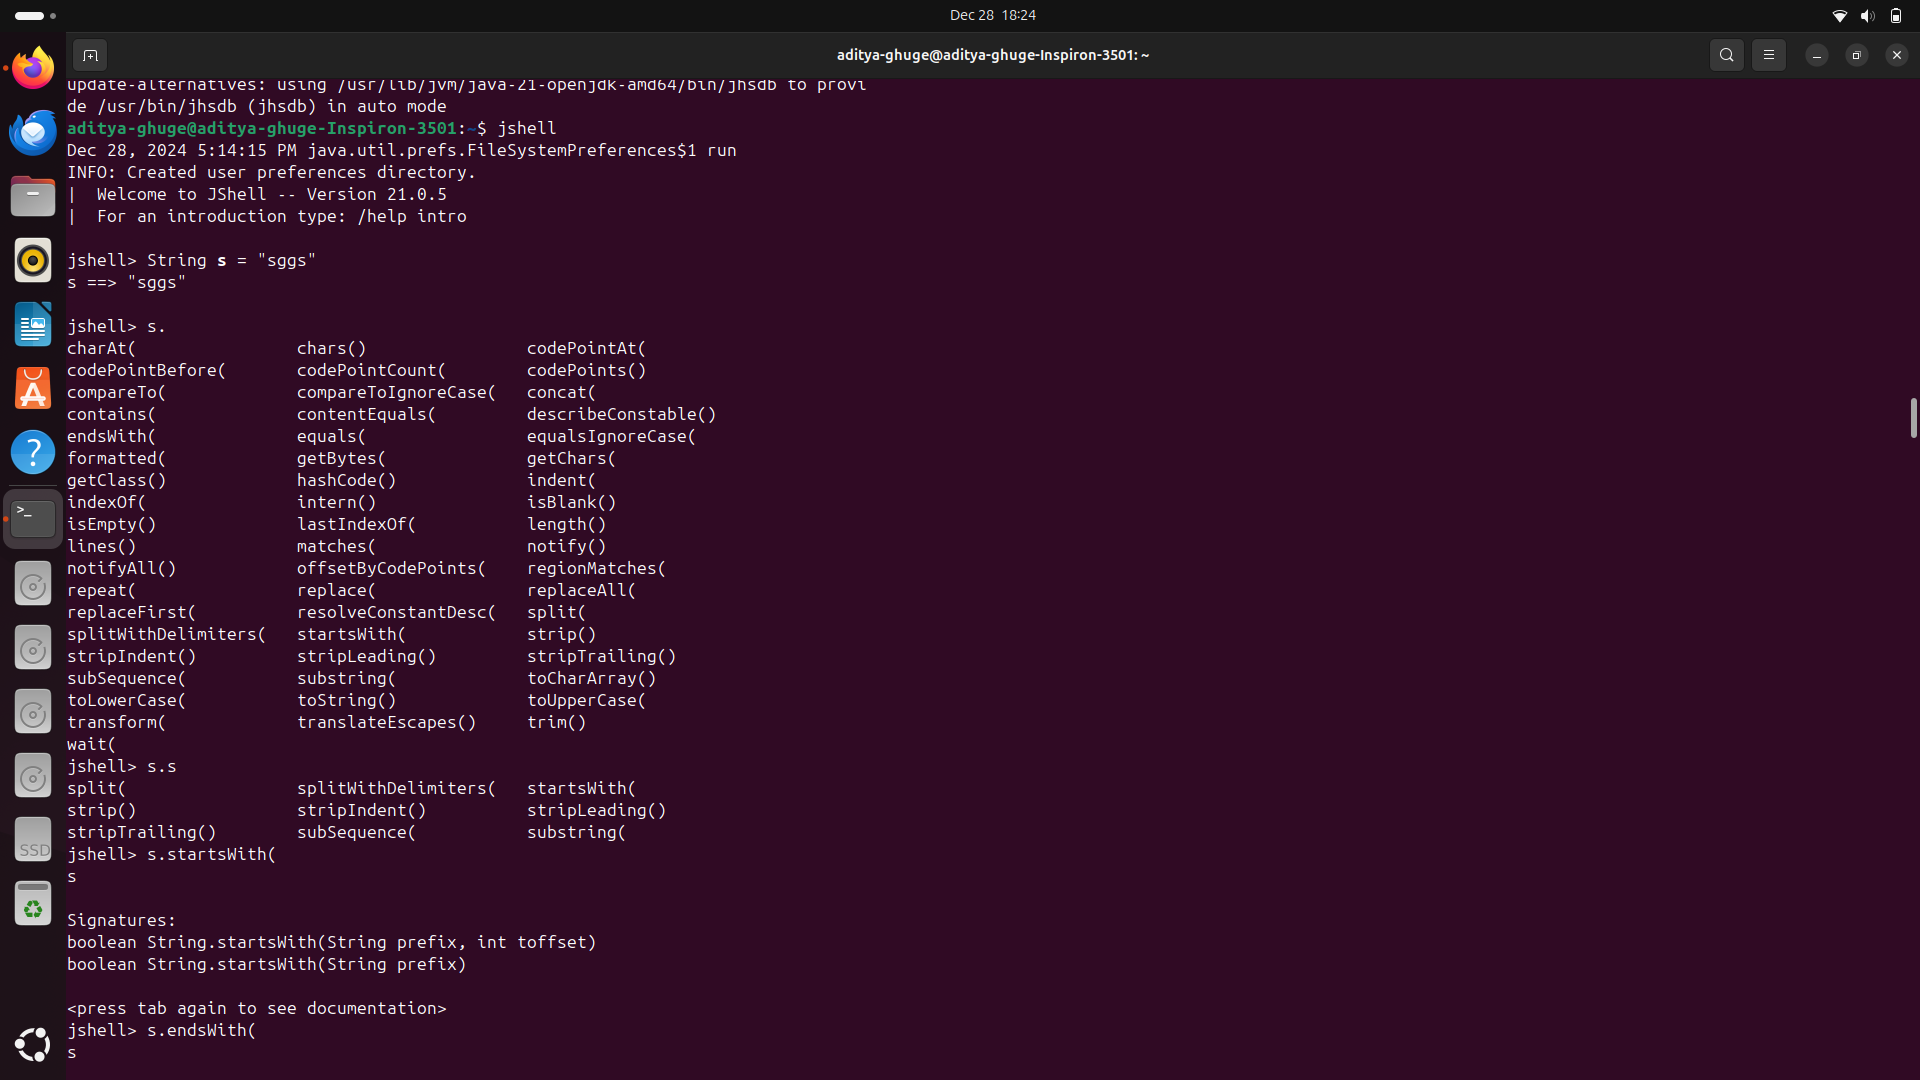 Dec 28 18:24
aditya-ghuge@aditya-ghuge-Inspiron-3501: ~
update-alternatives: using /usr/lib/jvm/java-21-openjdk-amd64/bin/jhsdb to provi
de /usr/bin/jhsdb (jhsdb) in auto mode
aditya-ghuge@aditya-ghuge-Inspiron-3501:~$ jshell
Dec 28, 2024 5:14:15 PM java.util.prefs.FileSystemPreferences$1 run
INFO: Created user preferences directory.
|  Welcome to JShell -- Version 21.0.5
|  For an introduction type: /help intro
jshell> String s = "sggs"
s ==> "sggs"
jshell> s.
charAt(                chars()                codePointAt(
codePointBefore(       codePointCount(        codePoints()
compareTo(             compareToIgnoreCase(   concat(
contains(              contentEquals(         describeConstable()
endsWith(              equals(                equalsIgnoreCase(
formatted(             getBytes(              getChars(
getClass()             hashCode()             indent(
indexOf(               intern()               isBlank()
isEmpty()              lastIndexOf(           length()
lines()                matches(               notify()
notifyAll()            offsetByCodePoints(    regionMatches(
repeat(                replace(               replaceAll(
replaceFirst(          resolveConstantDesc(   split(
splitWithDelimiters(   startsWith(            strip()
stripIndent()          stripLeading()         stripTrailing()
subSequence(           substring(             toCharArray()
toLowerCase(           toString()             toUpperCase(
transform(             translateEscapes()     trim()
wait(
jshell> s.s
split(                 splitWithDelimiters(   startsWith(
strip()                stripIndent()          stripLeading()
stripTrailing()        subSequence(           substring(
jshell> s.startsWith(
s
Signatures:
boolean String.startsWith(String prefix, int toffset)
boolean String.startsWith(String prefix)
<press tab again to see documentation>
jshell> s.endsWith(
s
SSD